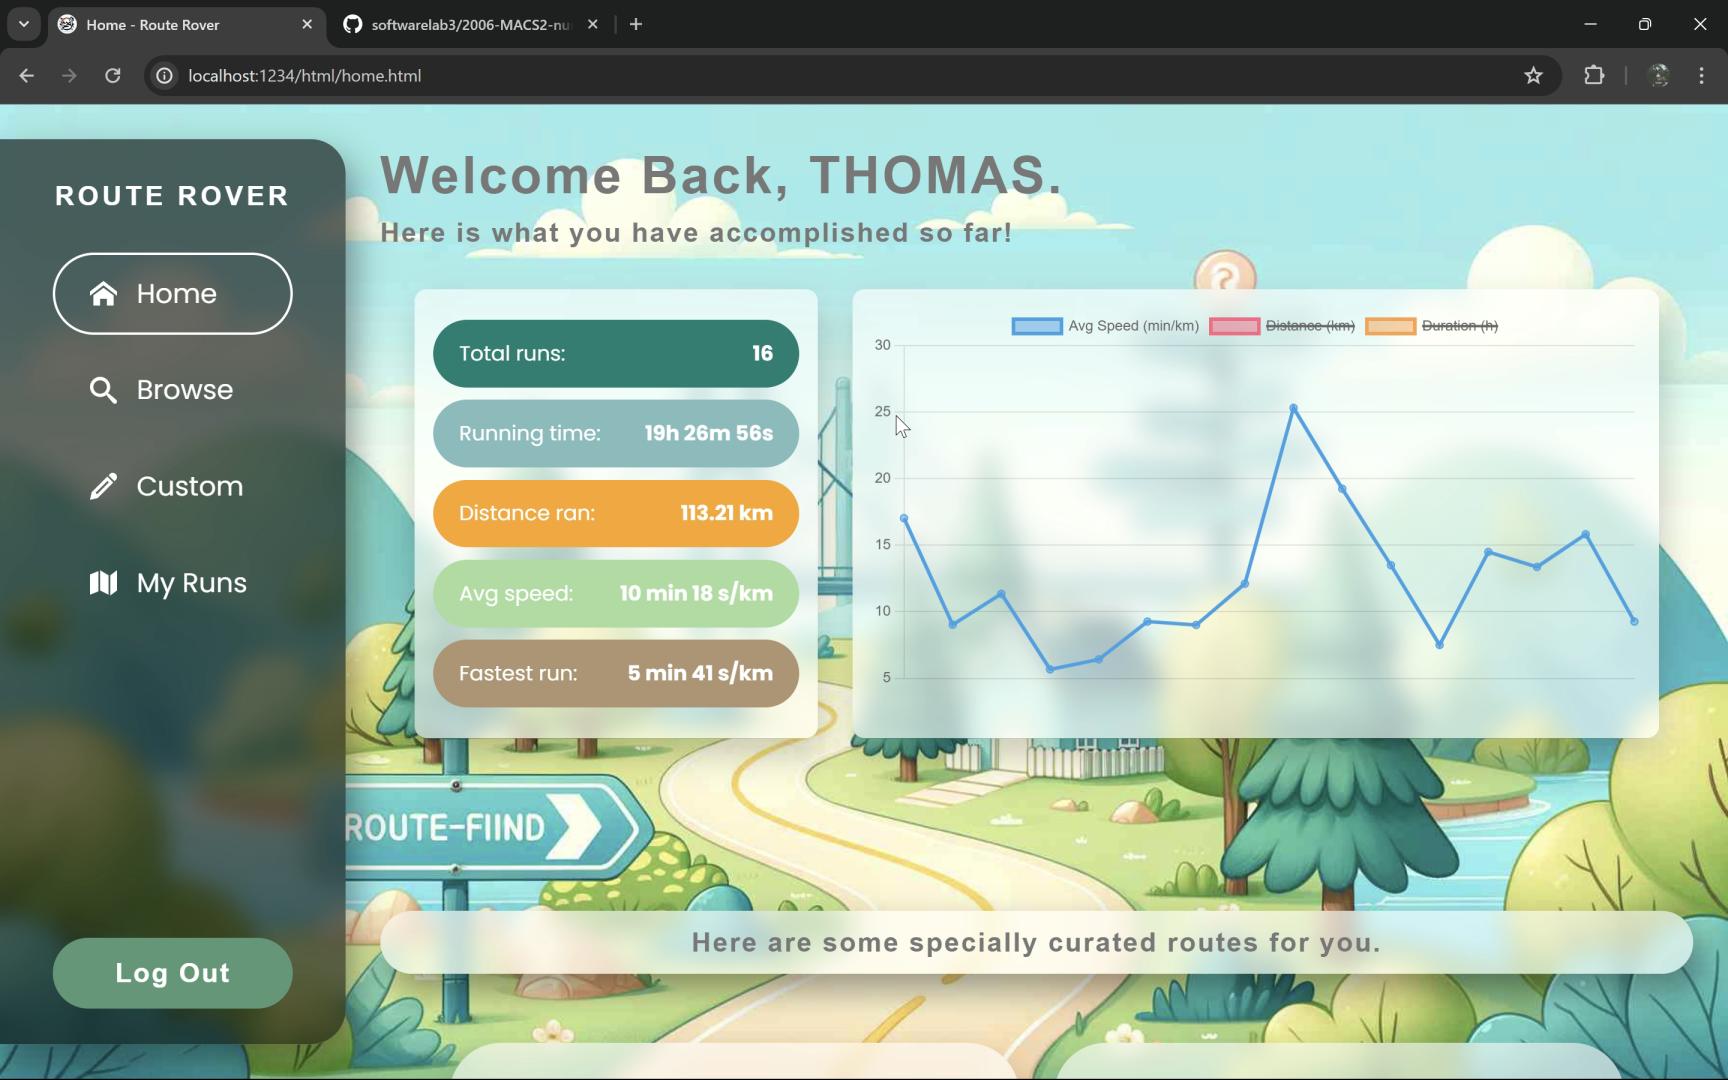 Home - Route Rover
softwarelab3/2006-MACS2-nu
localhost:1234/html/home.html
ROUTE ROVER
Home
Browse
Custom
My Runs
Log Out
Welcome Back, THOMAS.
Here is what you have accomplished so far!
Total runs: 16
Running time: 19h 26m 56s
Distance ran: 113.21 km
Avg speed: 10 min 18 s/km
Fastest run: 5 min 41 s/km
Avg Speed (min/km) Distance (km) Duration (h)
30
25
20
15
10
5
ROUTE-FIIND
Here are some specially curated routes for you.